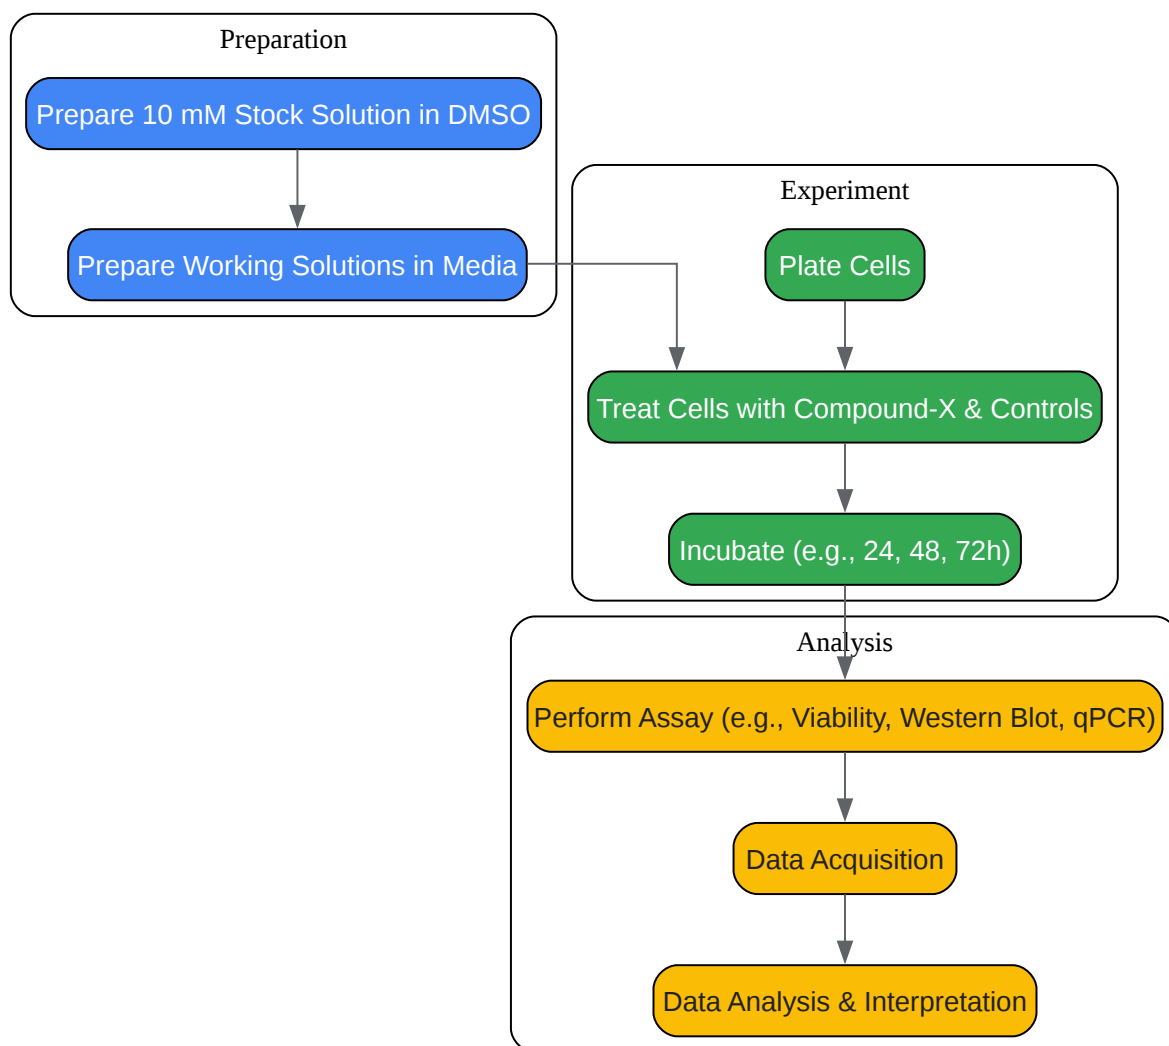 Preparation
Prepare 10 mM Stock Solution in DMSO
Prepare Working Solutions in Media
Experiment
Plate Cells
Treat Cells with Compound-X & Controls
Incubate (e.g., 24, 48, 72h)
Analysis
Perform Assay (e.g., Viability, Western Blot, qPCR)
Data Acquisition
Data Analysis & Interpretation